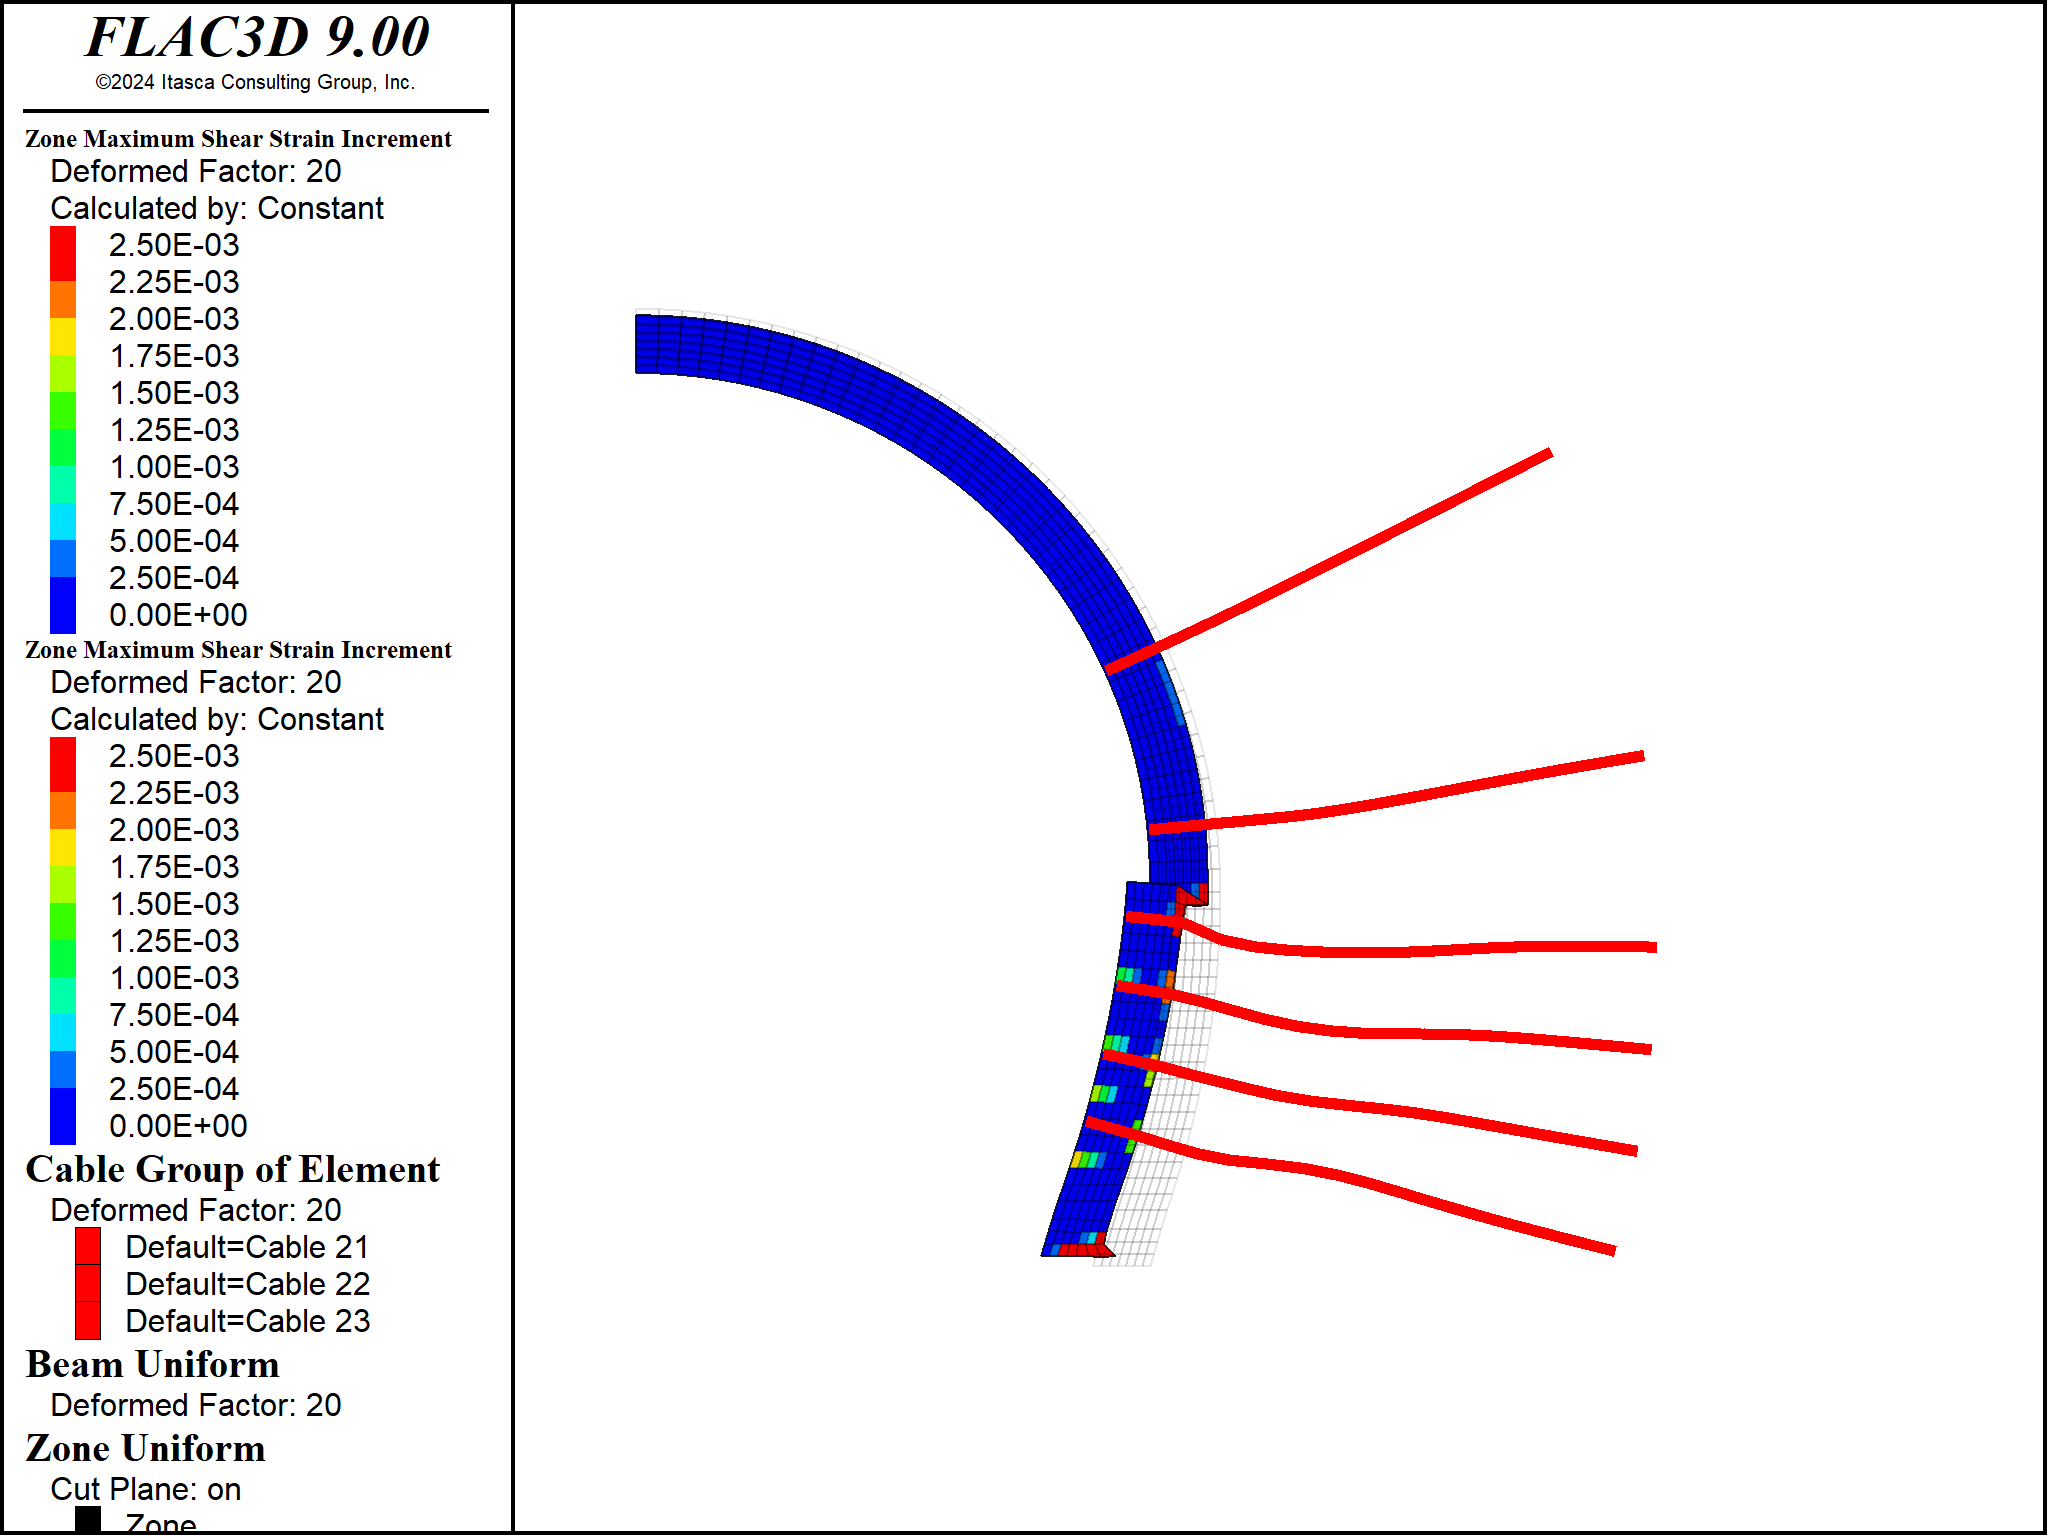 FLAC3D 9.00
©2024 Itasca Consulting Group, Inc.
Zone Maximum Shear Strain Increment
Deformed Factor: 20
Calculated by: Constant
2.50E-03
2.25E-03
2.00E-03
1.75E-03
1.50E-03
1.25E-03
1.00E-03
7.50E-04
5.00E-04
2.50E-04
0.00E+00
Zone Maximum Shear Strain Increment
Deformed Factor: 20
Calculated by: Constant
2.50E-03
2.25E-03
2.00E-03
1.75E-03
1.50E-03
1.25E-03
1.00E-03
7.50E-04
5.00E-04
2.50E-04
0.00E+00
Cable Group of Element
Deformed Factor: 20
Default=Cable 21
Default=Cable 22
Default=Cable 23
Beam Uniform
Deformed Factor: 20
Zone Uniform
Cut Plane: on
Zone